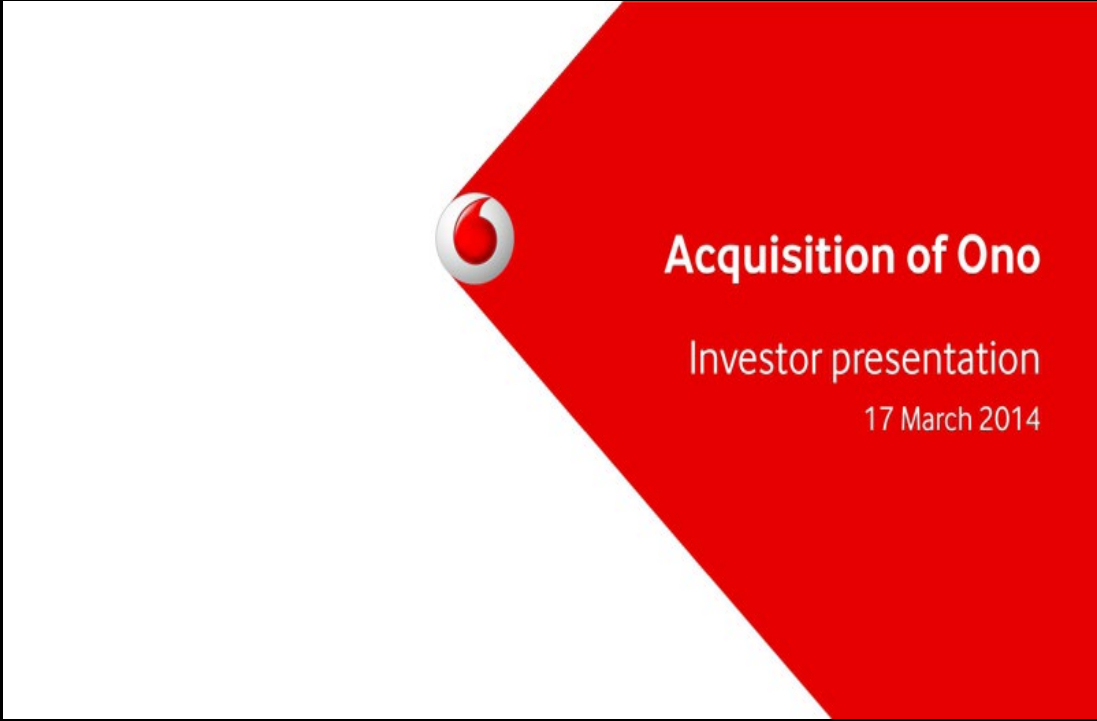 Acquisition of Ono
Investor presentation
17 March 2014